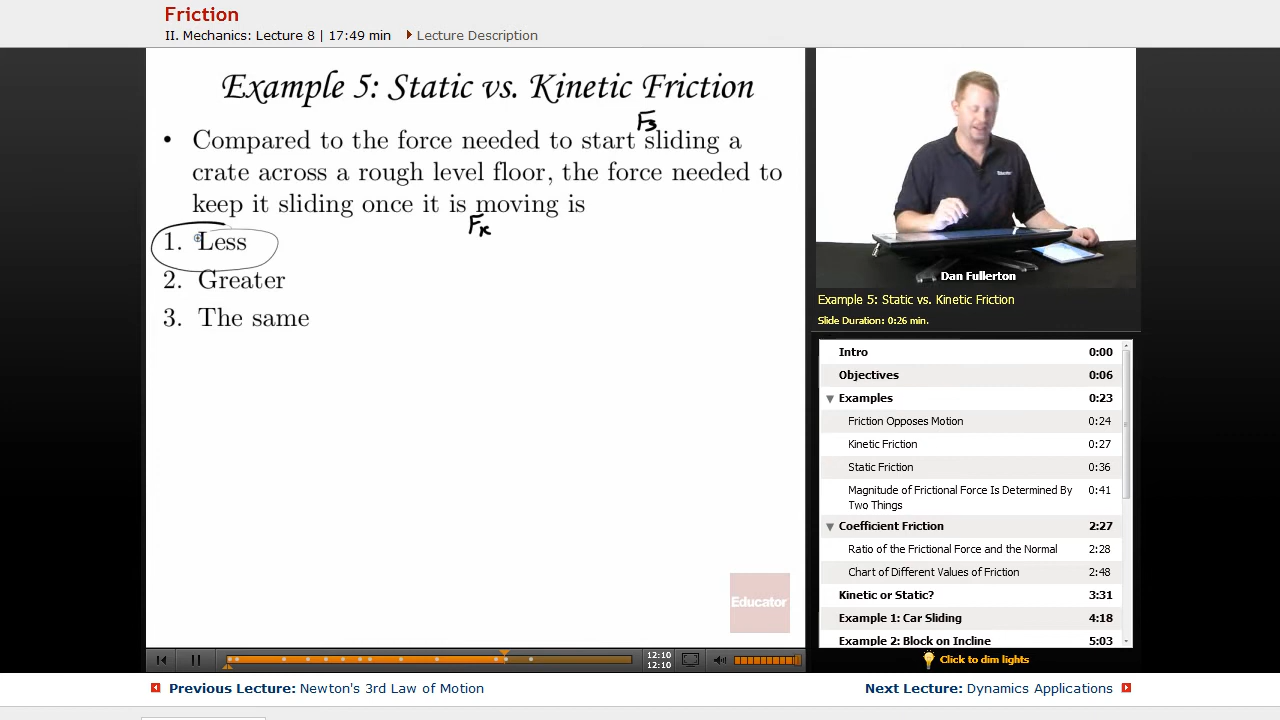 Friction
II. Mechanics: Lecture 8 | 17:49 min Lecture Description
Example 5: Static vs. Kinetic Friction
Fs
• Compared to the force needed to start sliding a
crate across a rough level floor, the force needed to
keep it sliding once it is moving is
Fk
1. Less
2. Greater
3. The same
Educator
Dan Fullerton
Example 5: Static vs. Kinetic Friction
Slide Duration: 0:26 min.
Intro 0:00
Objectives 0:06
Examples 0:23
Friction Opposes Motion 0:24
Kinetic Friction 0:27
Static Friction 0:36
Magnitude of Frictional Force Is Determined By 0:41
Two Things
Coefficient Friction 2:27
Ratio of the Frictional Force and the Normal 2:28
Chart of Different Values of Friction 2:48
Kinetic or Static? 3:31
Example 1: Car Sliding 4:18
Example 2: Block on Incline 5:03
12:10
12:10
Click to dim lights
Previous Lecture: Newton's 3rd Law of Motion
Next Lecture: Dynamics Applications